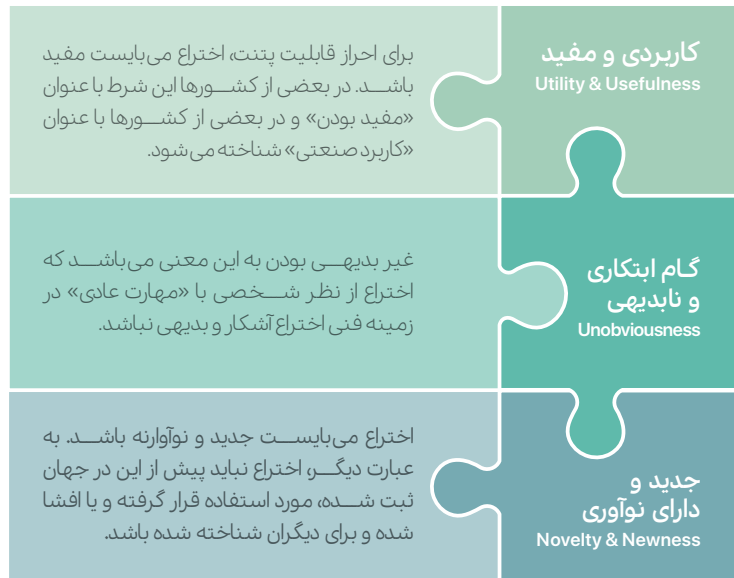 کاربردی و مفید
Utility & Usefulness
برای احراز قابلیت پتنت، اختراع می‌بایست مفید
باشد. در بعضی از کشورها این شرط با عنوان
«مفید بودن» و در بعضی از کشورها با عنوان
«کاربرد صنعتی» شناخته می‌شود.
گام ابتکاری
و نابدیهی
Unobviousness
غیر بدیهی بودن به این معنی می‌باشد که
اختراع از نظر شخصی با «مهارت عادی» در
زمینه فنی اختراع آشکار و بدیهی نباشد.
جدید و
دارای نوآوری
Novelty & Newness
اختراع می‌بایست جدید و نوآوارنه باشد. به
عبارت دیگر، اختراع نباید پیش از این در جهان
ثبت شده، مورد استفاده قرار گرفته و یا افشا
شده و برای دیگران شناخته شده باشد.